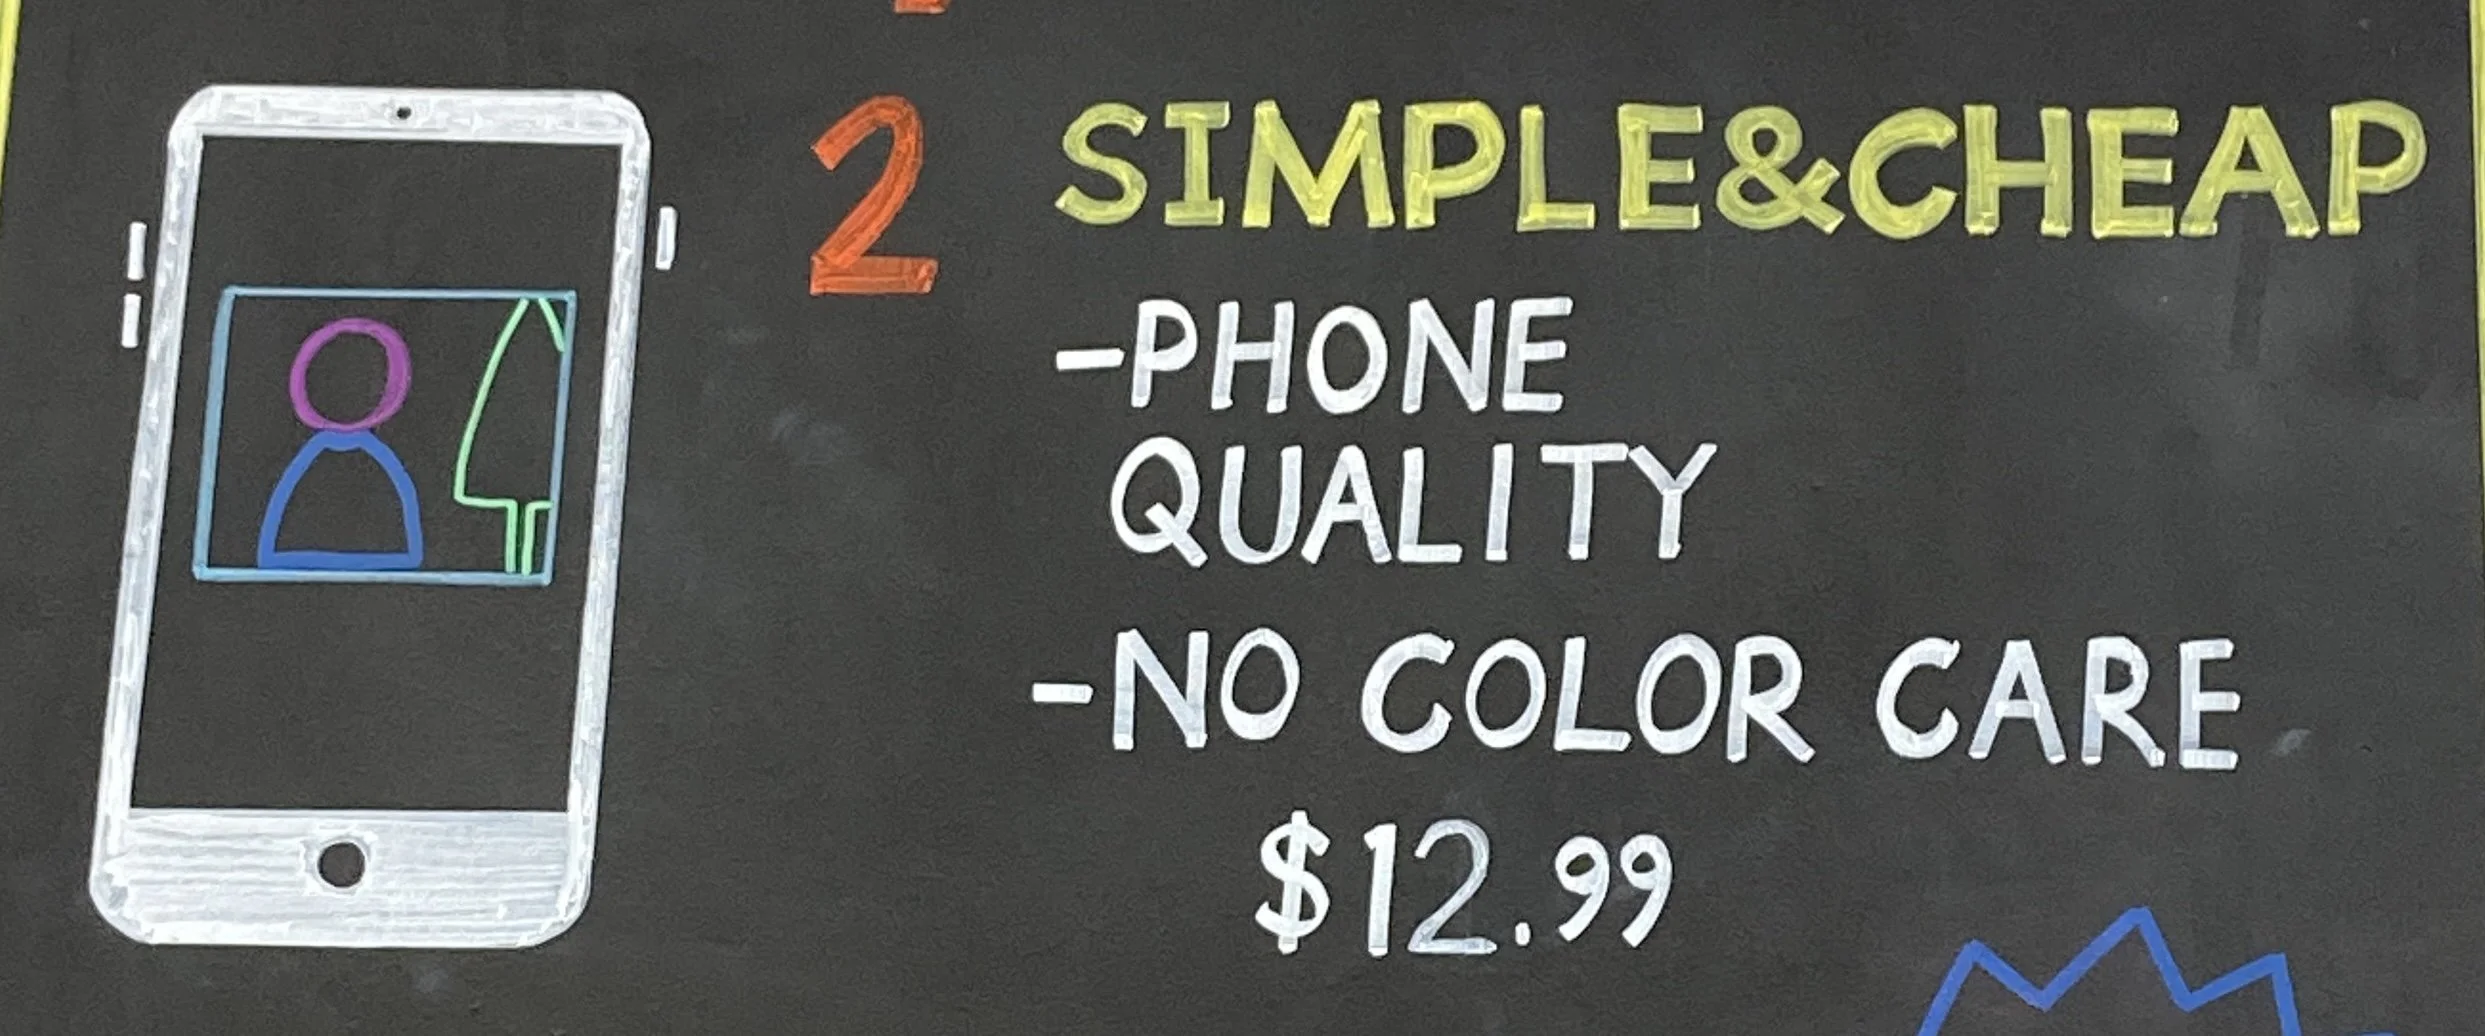 2 SIMPLE&CHEAP
-PHONE
QUALITY
-NO COLOR CARE
$12.99